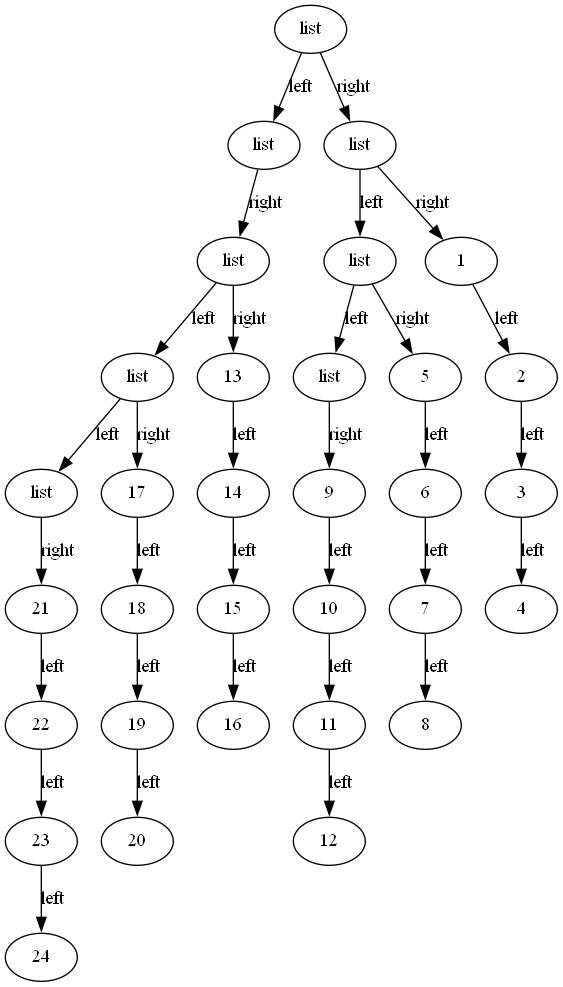 list
left right
list list
right left right
list list 1
left right left right left
list 13 list 5 2
left right left right left left
list 17 14 9 6 3
right left left left left left
21 18 15 10 7 4
left left left left left
22 19 16 11 8
left left left
23 20 12
left
24